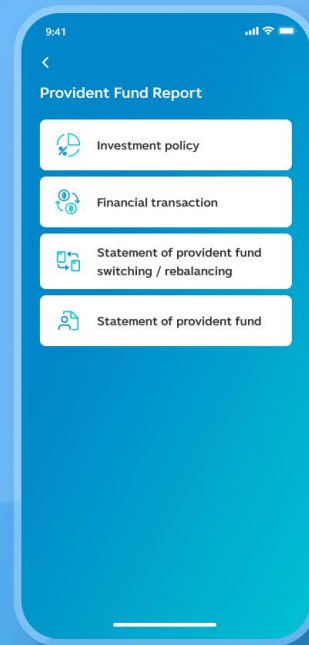 9:41
Provident Fund Report
Investment policy
Financial transaction
Statement of provident fund
switching / rebalancing
Statement of provident fund